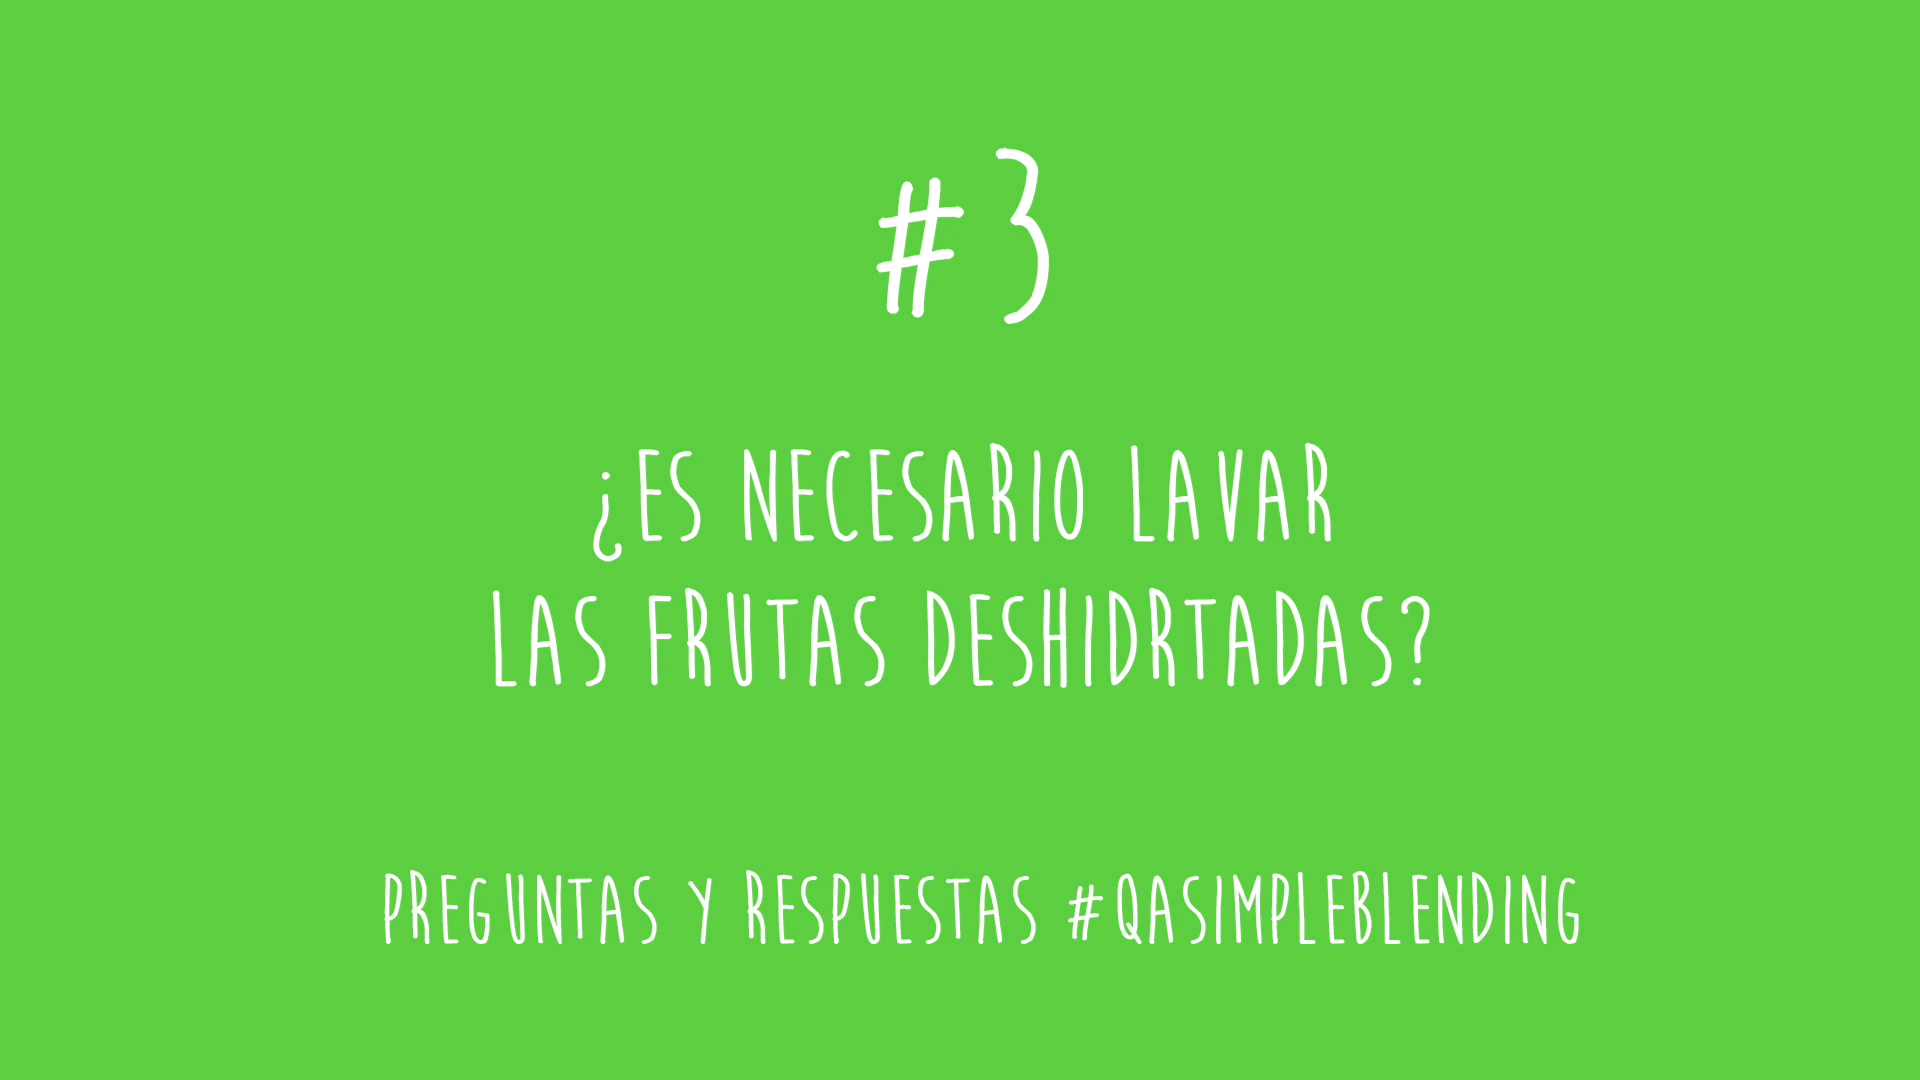 #3
¿ES NECESARIO LAVAR
LAS FRUTAS DESHIDRTADAS?
PREGUNTAS Y RESPUESTAS #QASIMPLEBLENDING